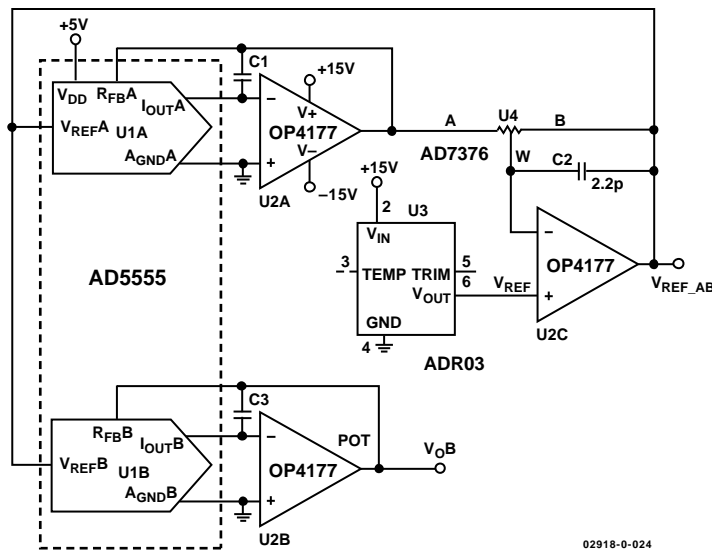 +5V
VDD
RFBA
IOUTA
VREFA
U1A
AGNDA
C1
+15V
V+
OP4177
V–
–15V
U2A
A
U4
B
AD7376
W
C2
2.2p
+15V
2
U3
VIN
3
TEMP
TRIM
5
VOUT
6
VREF
GND
4
ADR03
OP4177
U2C
VREF_AB
AD5555
RFBB
IOUTB
VREFB
U1B
AGNDB
C3
OP4177
U2B
POT
VOB
02918-0-024